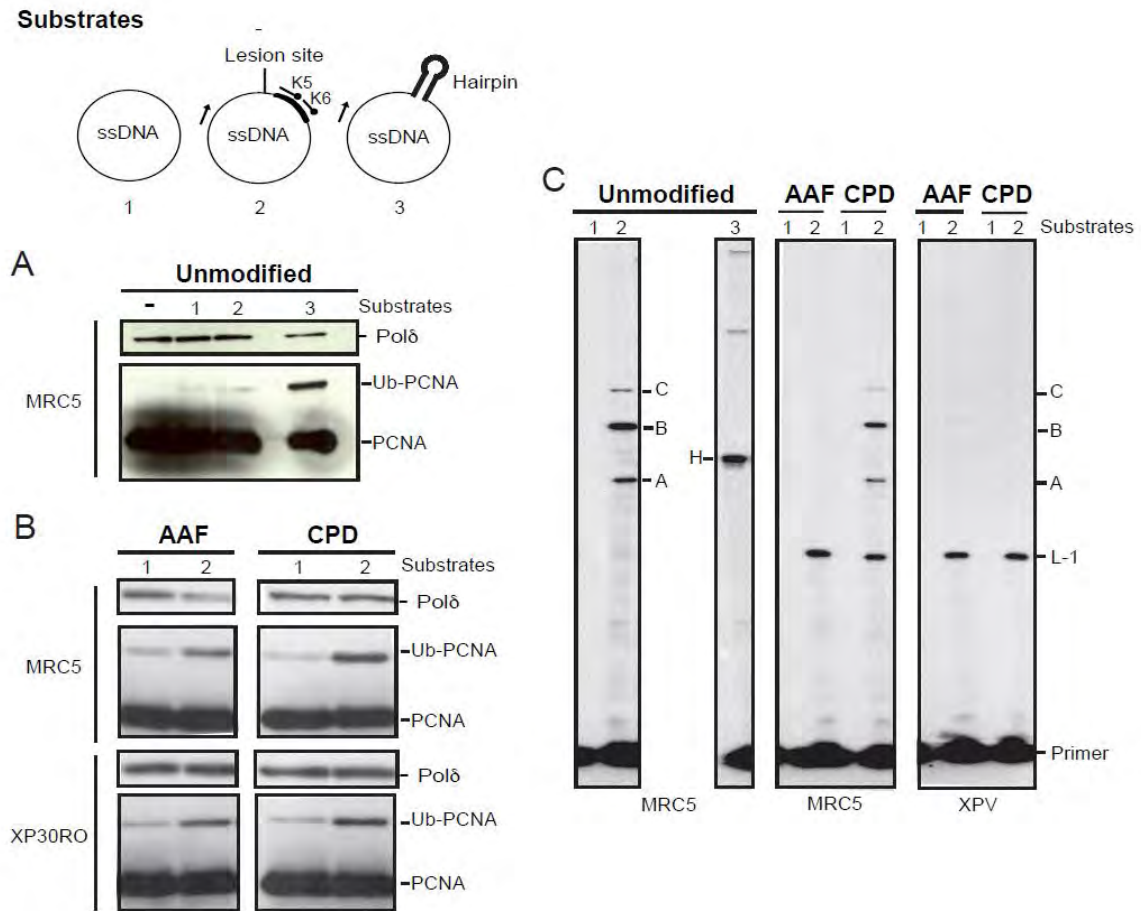 Substrates
Lesion site
K5
K6
Hairpin
ssDNA
ssDNA
ssDNA
1
2
3
A
Unmodified
- 1 2 3 Substrates
Polδ
MRC5
Ub-PCNA
PCNA
B
AAF CPD
1 2 1 2 Substrates
Polδ
MRC5
Ub-PCNA
PCNA
Polδ
XP30RO
Ub-PCNA
PCNA
C
Unmodified AAF CPD AAF CPD
1 2 3 1 2 1 2 1 2 1 2 Substrates
C C
B B
H
A A
L-1
Primer
MRC5 MRC5 XPV